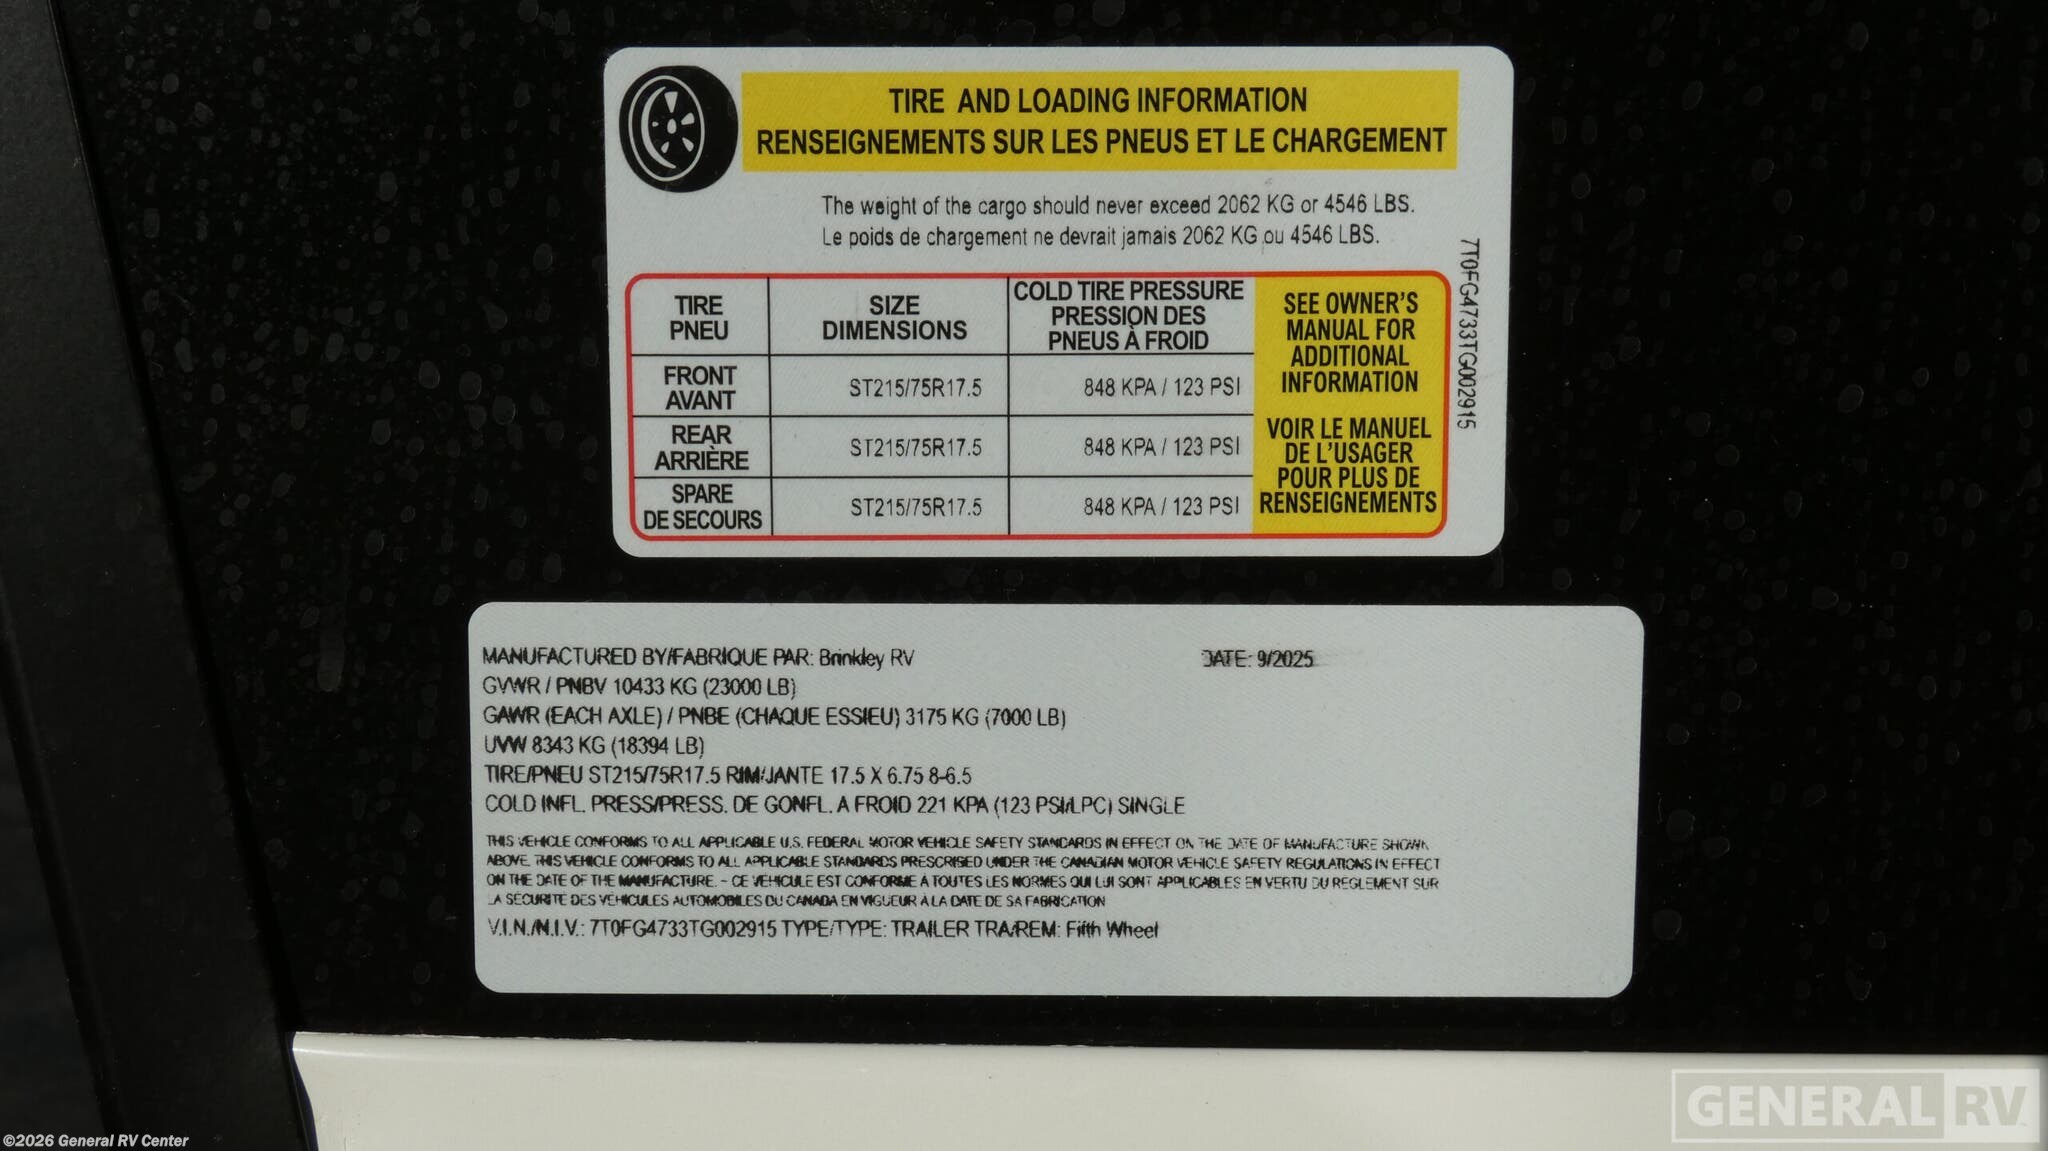 TIRE AND LOADING INFORMATION
RENSEIGNEMENTS SUR LES PNEUS ET LE CHARGEMENT
The weight of the cargo should never exceed 2062 KG or 4546 LBS.
Le poids de chargement ne devrait jamais 2062 KG ou 4546 LBS.
TIRE PNEU SIZE DIMENSIONS COLD TIRE PRESSURE PRESSION DES PNEUS À FROID
FRONT AVANT ST215/75R17.5 848 KPA / 123 PSI
REAR ARRIÈRE ST215/75R17.5 848 KPA / 123 PSI
SPARE DE SECOURS ST215/75R17.5 848 KPA / 123 PSI
SEE OWNER'S
MANUAL FOR
ADDITIONAL
INFORMATION
VOIR LE MANUEL
DE L'USAGER
POUR PLUS DE
RENSEIGNEMENTS
7T0FG4733TG002915
MANUFACTURED BY/FABRIQUE PAR: Brinkley RV DATE: 9/2025
GVWR / PNBV 10433 KG (23000 LB)
GAWR (EACH AXLE) / PNBE (CHAQUE ESSIEU) 3175 KG (7000 LB)
UVW 8343 KG (18394 LB)
TIRE/PNEU ST215/75R17.5 RIM/JANTE 17.5 X 6.75 8-6.5
COLD INFL. PRESS/PRESS. DE GONFL. A FROID 221 KPA (123 PSI/LPC) SINGLE
THIS VEHICLE CONFORMS TO ALL APPLICABLE U.S. FEDERAL MOTOR VEHICLE SAFETY STANDARDS IN EFFECT ON THE DATE OF MANUFACTURE SHOWN
ABOVE. THIS VEHICLE CONFORMS TO ALL APPLICABLE STANDARDS PRESCRIBED UNDER THE CANADIAN MOTOR VEHICLE SAFETY REGULATIONS IN EFFECT
ON THE DATE OF THE MANUFACTURE. - CE VEHICULE EST CONFORME A TOUTES LES NORMES QUI LUI SONT APPLICABLES EN VERTU DU REGLEMENT SUR
LA SECURITE DES VEHICULES AUTOMOBILES DU CANADA EN VIGUEUR A LA DATE DE SA FABRICATION
V.I.N./N.I.V.: 7T0FG4733TG002915 TYPE/TYPE: TRAILER TRA/REM: Fifth Wheel
GENERAL RV
©2026 General RV Center